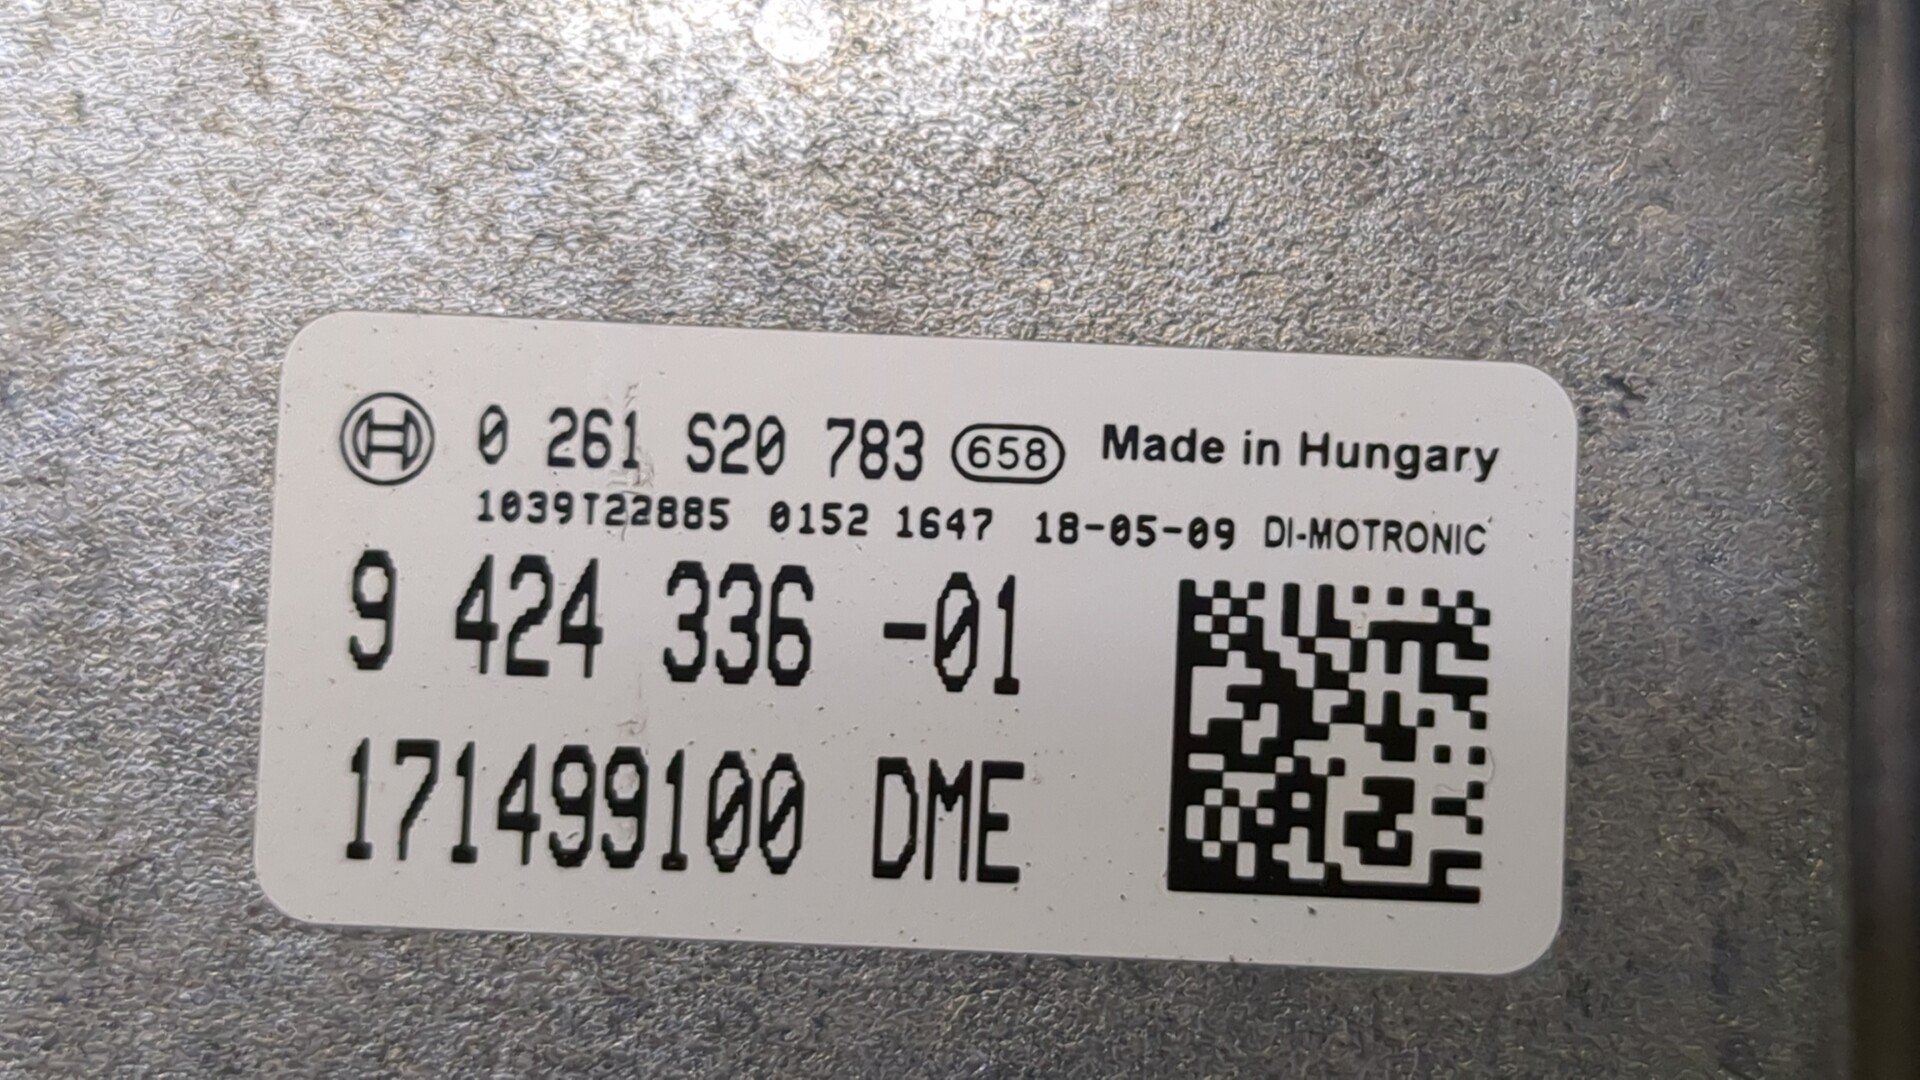 0 261 S20 783 658 Made in Hungary
1039T22885 0152 1647 18-05-09 DI-MOTRONIC
9 424 336 -01
171499100 DME